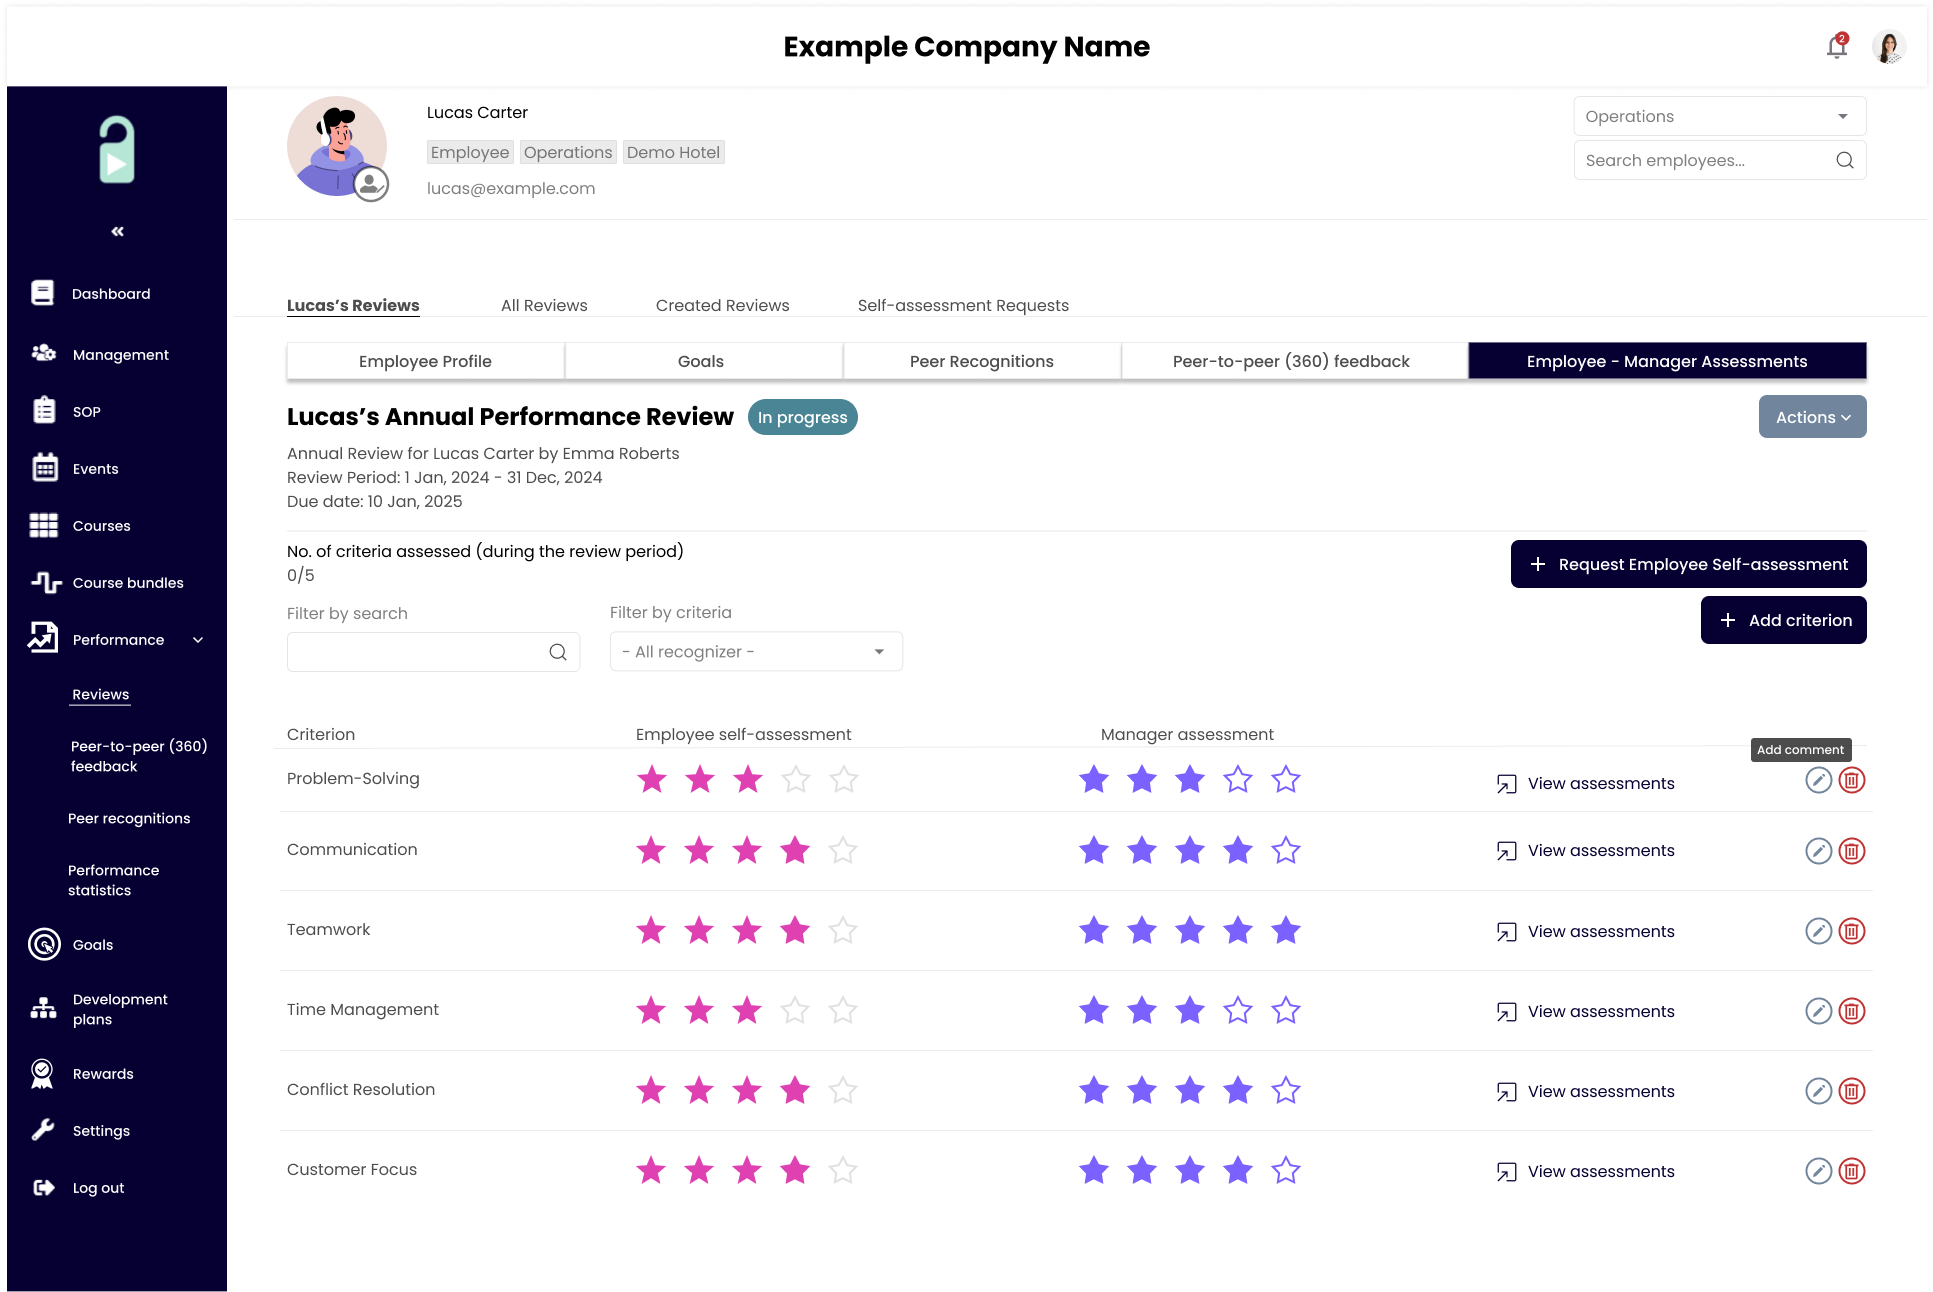 Example Company Name
2
«
Dashboard
Management
SOP
Events
Courses
Course bundles
Performance
Reviews
Peer-to-peer (360)
feedback
Peer recognitions
Performance
statistics
Goals
Development
plans
Rewards
Settings
Log out
Lucas Carter
Employee Operations Demo Hotel
lucas@example.com
Operations
Search employees...
Lucas’s Reviews All Reviews Created Reviews Self-assessment Requests
Employee Profile Goals Peer Recognitions Peer-to-peer (360) feedback Employee - Manager Assessments
Lucas’s Annual Performance Review In progress Actions
Annual Review for Lucas Carter by Emma Roberts
Review Period: 1 Jan, 2024 - 31 Dec, 2024
Due date: 10 Jan, 2025
No. of criteria assessed (during the review period)
0/5
+ Request Employee Self-assessment
+ Add criterion
Filter by search Filter by criteria
- All recognizer -
Criterion Employee self-assessment Manager assessment
Add comment
Problem-Solving View assessments
Communication View assessments
Teamwork View assessments
Time Management View assessments
Conflict Resolution View assessments
Customer Focus View assessments